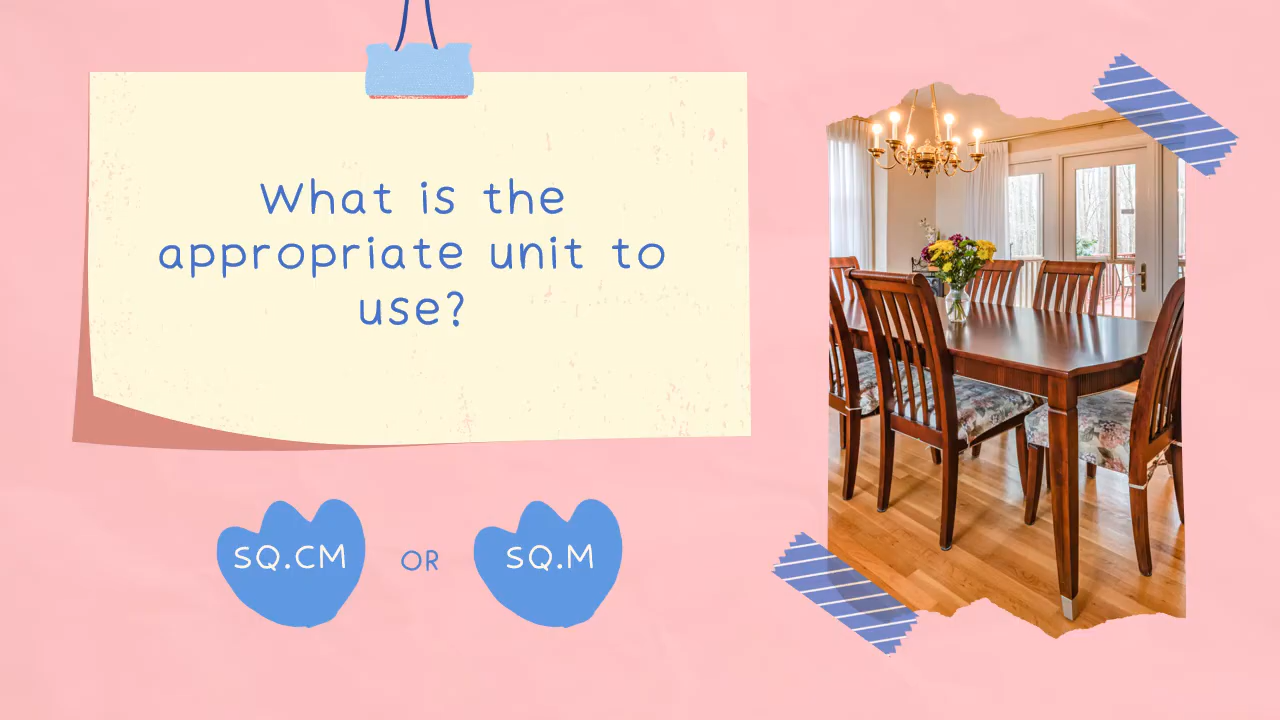 What is the
appropriate unit to
use?
SQ.CM OR SQ.M